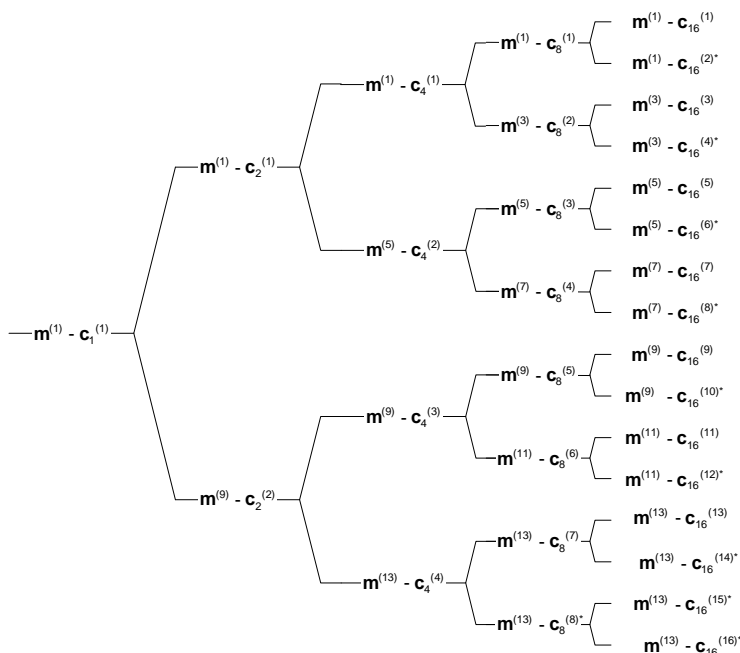 m(1) - c16(1)
m(1) - c8(1)
m(1) - c16(2)*
m(1) - c4(1)
m(3) - c16(3)
m(3) - c8(2)
m(3) - c16(4)*
m(1) - c2(1)
m(5) - c16(5)
m(5) - c8(3)
m(5) - c16(6)*
m(5) - c4(2)
m(7) - c16(7)
m(7) - c8(4)
m(7) - c16(8)*
m(1) - c1(1)
m(9) - c16(9)
m(9) - c8(5)
m(9) - c16(10)*
m(9) - c4(3)
m(11) - c16(11)
m(11) - c8(6)
m(11) - c16(12)*
m(9) - c2(2)
m(13) - c16(13)
m(13) - c8(7)
m(13) - c16(14)*
m(13) - c4(4)
m(13) - c16(15)*
m(13) - c8(8)*
m(13) - c16(16)*